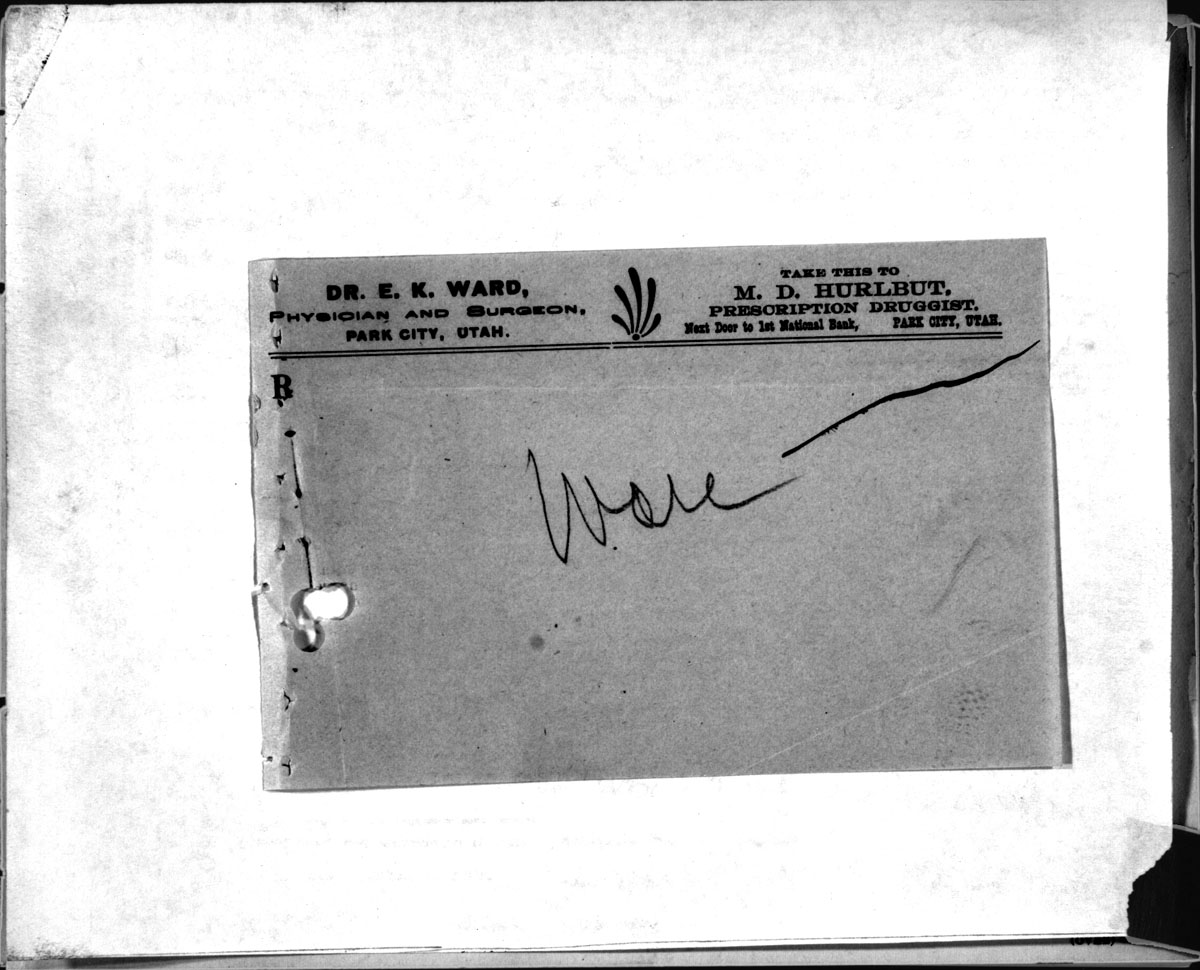 DR. E. K. WARD,
PHYSICIAN AND SURGEON,
PARK CITY, UTAH.
TAKE THIS TO
M. D. HURLBUT,
PRESCRIPTION DRUGGIST.
Next Door to 1st National Bank, PARK CITY, UTAH.
R